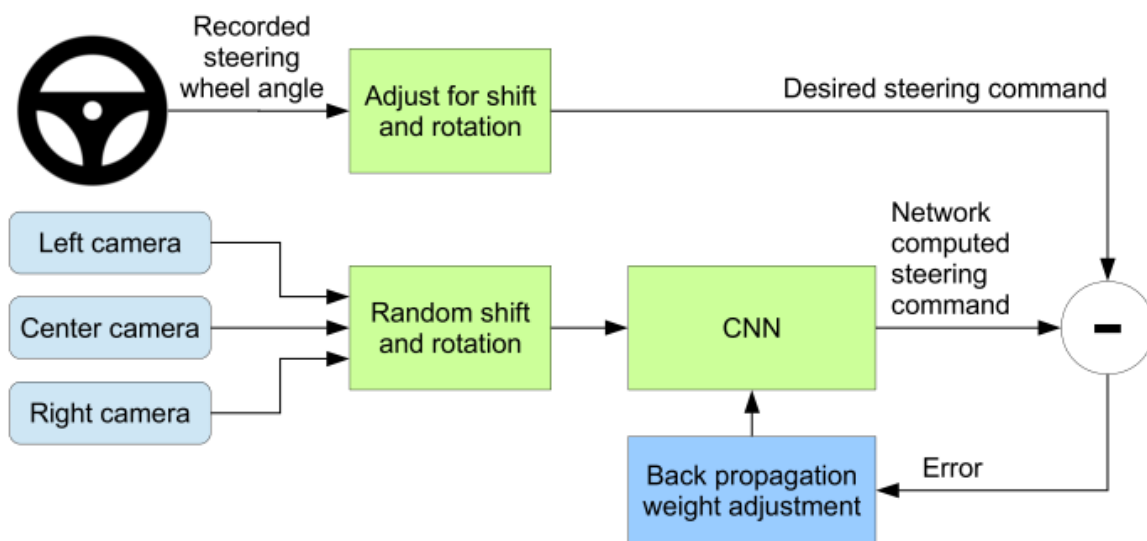 Recorded
steering
wheel angle
Adjust for shift
and rotation
Desired steering command
Left camera
Center camera
Right camera
Random shift
and rotation
CNN
Network
computed
steering
command
-
Back propagation
weight adjustment
Error